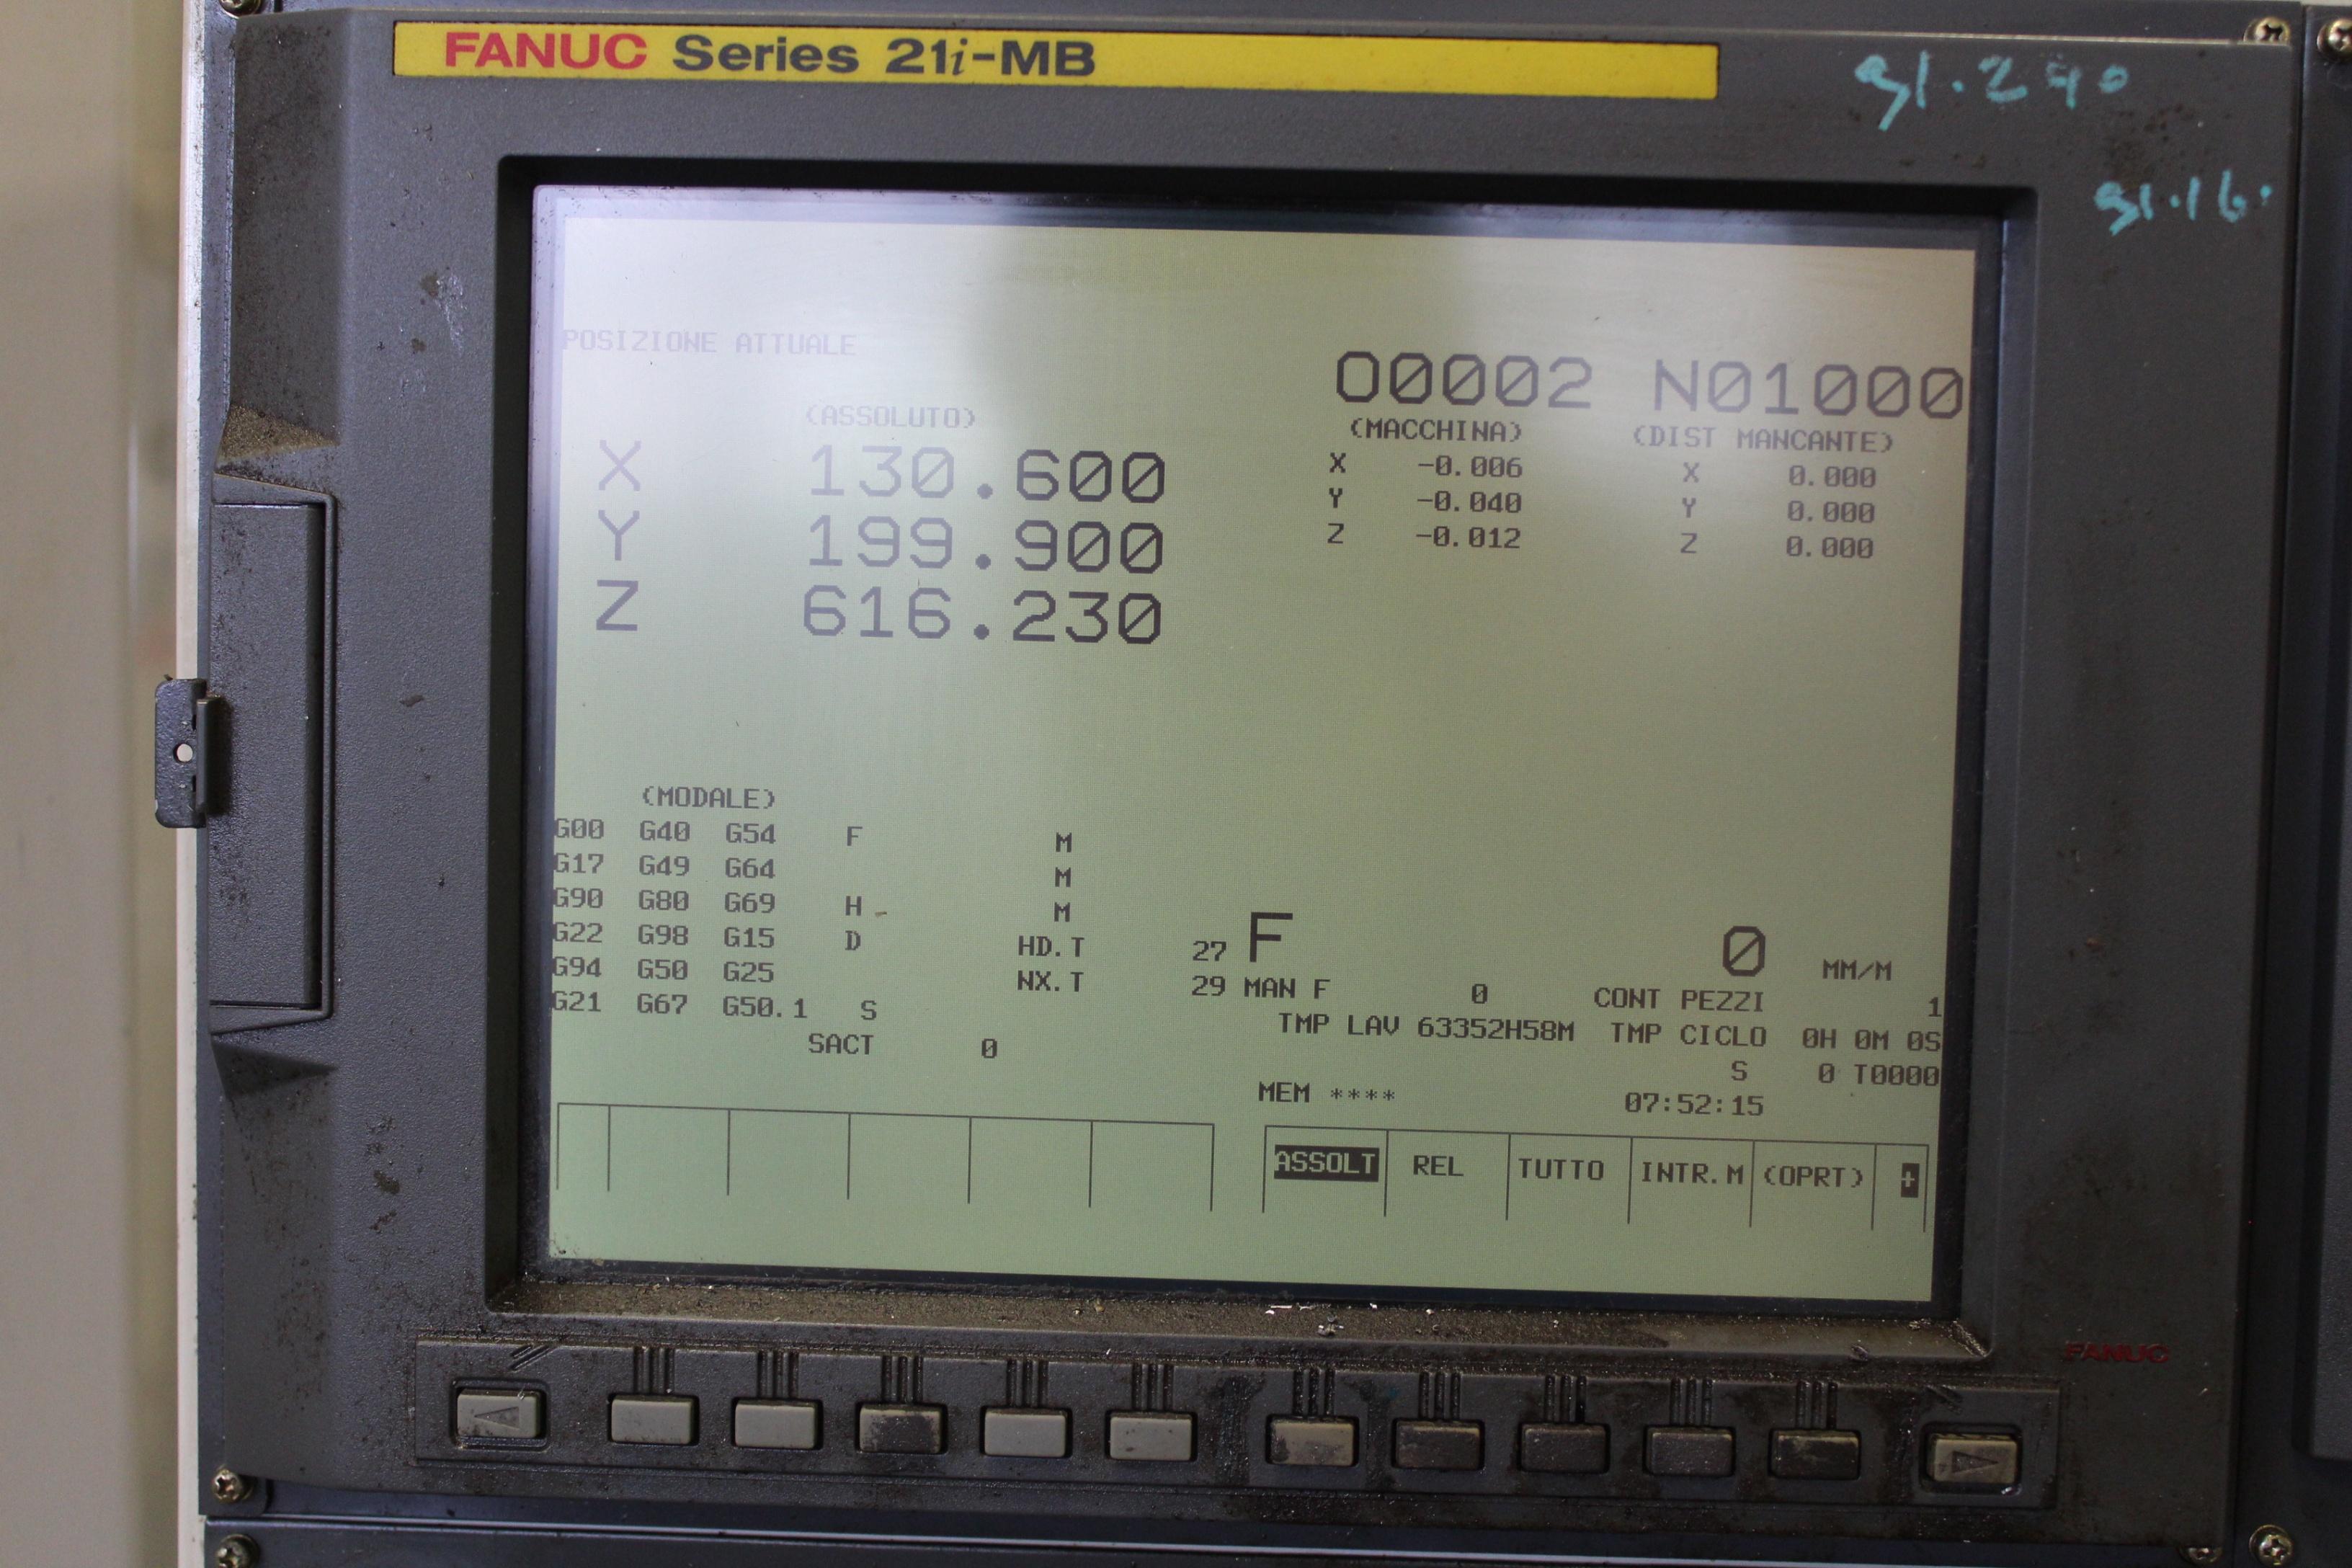 FANUC Series 21i-MB
POSIZIONE ATTUALE
O0002 N01000
(ASSOLUTO)
X 130.600
Y 199.900
Z 616.230
(MACCHINA)
X -0.006
Y -0.040
Z -0.012
(DIST MANCANTE)
X 0.000
Y 0.000
Z 0.000
(MODALE)
G00 G40 G54 F M
G17 G49 G64 M
G90 G80 G69 H M
G22 G98 G15 D HD.T 27
G94 G50 G25 NX.T 29
G21 G67 G50.1 S
SACT 0
F 0 MM/M
MAN F 0 CONT PEZZI 1
TMP LAV 63352H58M TMP CICLO 0H 0M 0S
S 0 T0000
MEM **** 07:52:15
ASSOLT REL TUTTO INTR.M (OPRT) +
FANUC